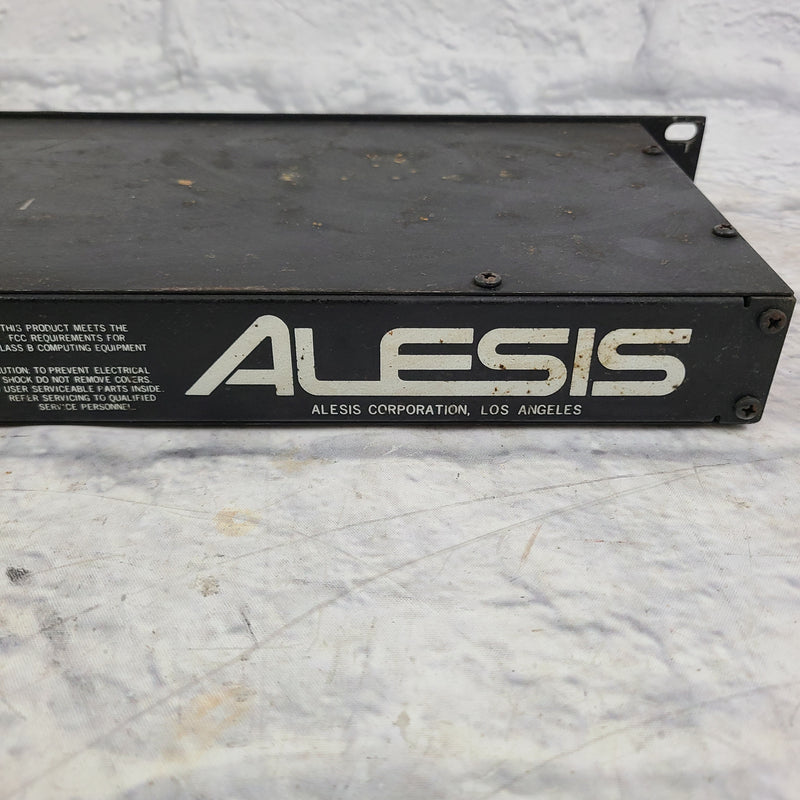 THIS PRODUCT MEETS THE
FCC REQUIREMENTS FOR
LASS B COMPUTING EQUIPMENT
UTION: TO PREVENT ELECTRICAL
SHOCK DO NOT REMOVE COVERS.
USER SERVICEABLE PARTS INSIDE.
REFER SERVICING TO QUALIFIED
SERVICE PERSONNEL.
ALESIS
ALESIS CORPORATION, LOS ANGELES